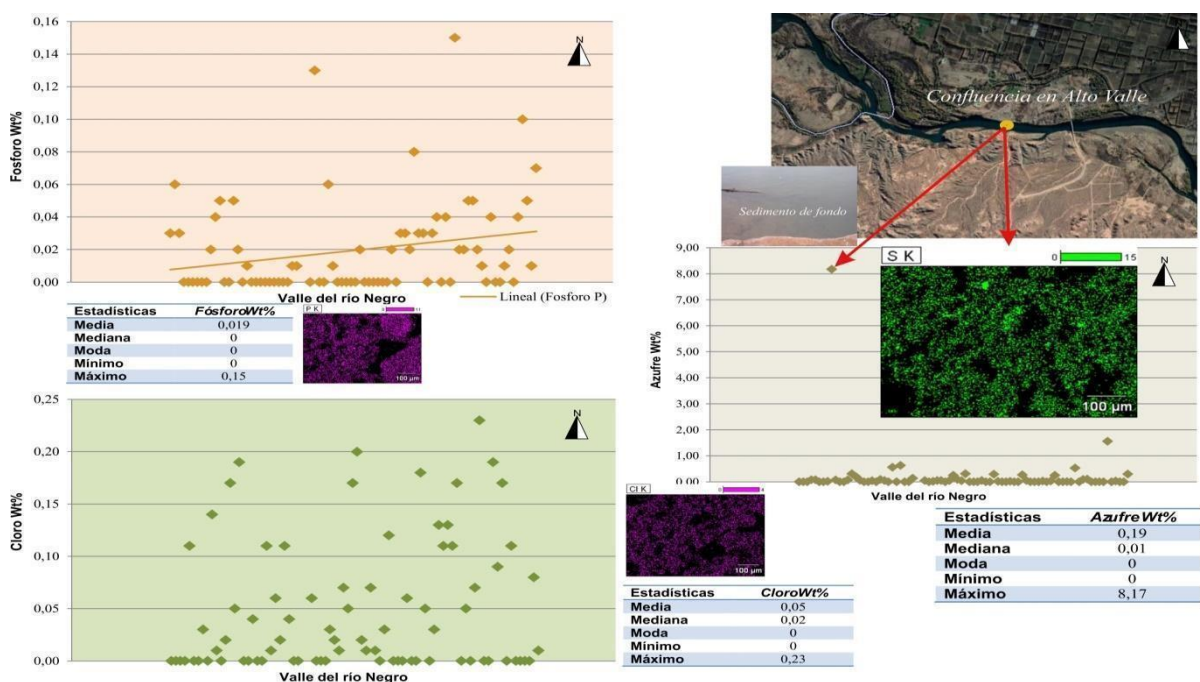 0,16
0,14
0,12
0,10
0,08
0,06
0,04
0,02
0,00
Fosforo Wt%
N
Valle del río Negro
Lineal (Fosforo P)
Estadísticas FósforoWt%
Media 0,019
Mediana 0
Moda 0
Mínimo 0
Máximo 0,15
P K
100 µm
0,25
0,20
0,15
0,10
0,05
0,00
Cloro Wt%
N
Valle del río Negro
Cl K
100 µm
Estadísticas CloroWt%
Media 0,05
Mediana 0,02
Moda 0
Mínimo 0
Máximo 0,23
N
Confluencia en Alto Valle
Sedimento de fondo
9,00
8,00
7,00
6,00
5,00
4,00
3,00
2,00
1,00
0,00
Azufre Wt%
S K
0 15
N
100 µm
Valle del río Negro
Estadísticas Azufre Wt%
Media 0,19
Mediana 0,01
Moda 0
Mínimo 0
Máximo 8,17